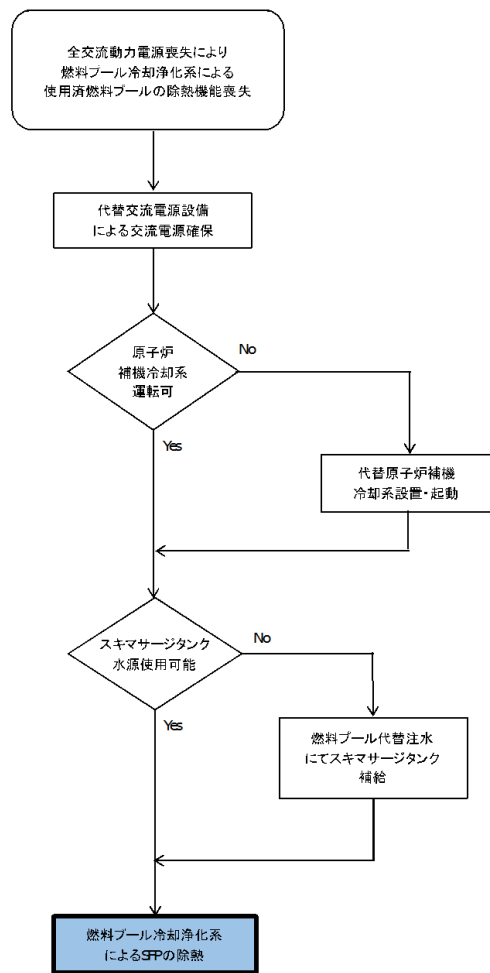 全交流動力電源喪失により
燃料プール冷却浄化系による
使用済燃料プールの除熱機能喪失
代替交流電源設備
による交流電源確保
原子炉
補機冷却系
運転可
No
Yes
代替原子炉補機
冷却系設置・起動
スキマサージタンク
水源使用可能
No
Yes
燃料プール代替注水
にてスキマサージタンク
補給
燃料プール冷却浄化系
によるSFPの除熱